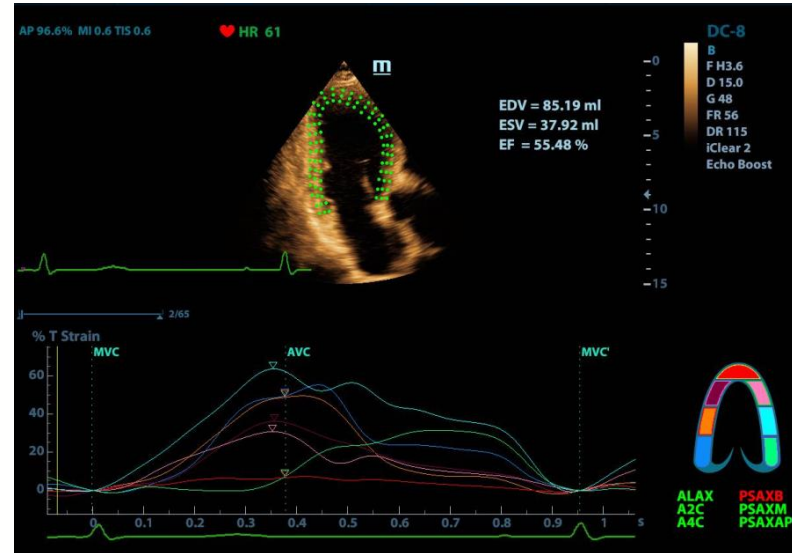 AP 96.6% MI 0.6 TIS 0.6
HR 61
m
DC-8
B
F H3.6
D 15.0
G 48
FR 56
DR 115
iClear 2
Echo Boost
0
5
10
15
EDV = 85.19 ml
ESV = 37.92 ml
EF = 55.48 %
2/65
% T Strain
MVC
AVC
MVC'
60
40
20
0
0 0.1 0.2 0.3 0.4 0.5 0.6 0.7 0.8 0.9 1 s
ALAX PSAXB
A2C PSAXM
A4C PSAXAP